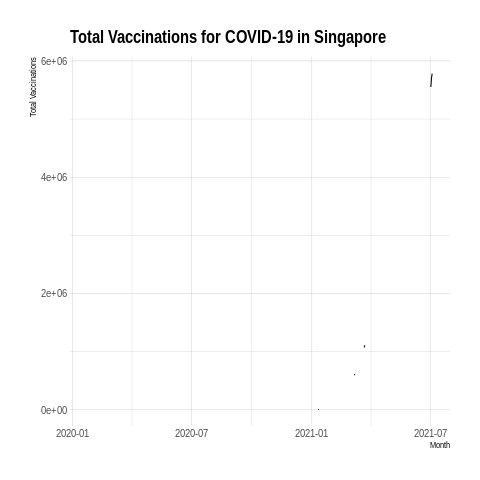 Total Vaccinations for COVID-19 in Singapore
Total Vaccinations
6e+06
4e+06
2e+06
0e+00
2020-01 2020-07 2021-01 2021-07
Month